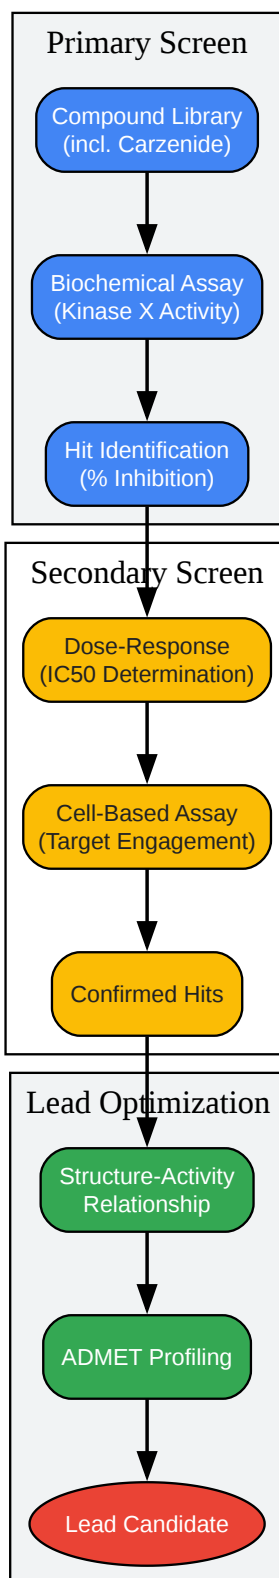 Primary Screen
Compound Library
(incl. Carzenide)
Biochemical Assay
(Kinase X Activity)
Hit Identification
(% Inhibition)
Secondary Screen
Dose-Response
(IC50 Determination)
Cell-Based Assay
(Target Engagement)
Confirmed Hits
Lead Optimization
Structure-Activity
Relationship
ADMET Profiling
Lead Candidate